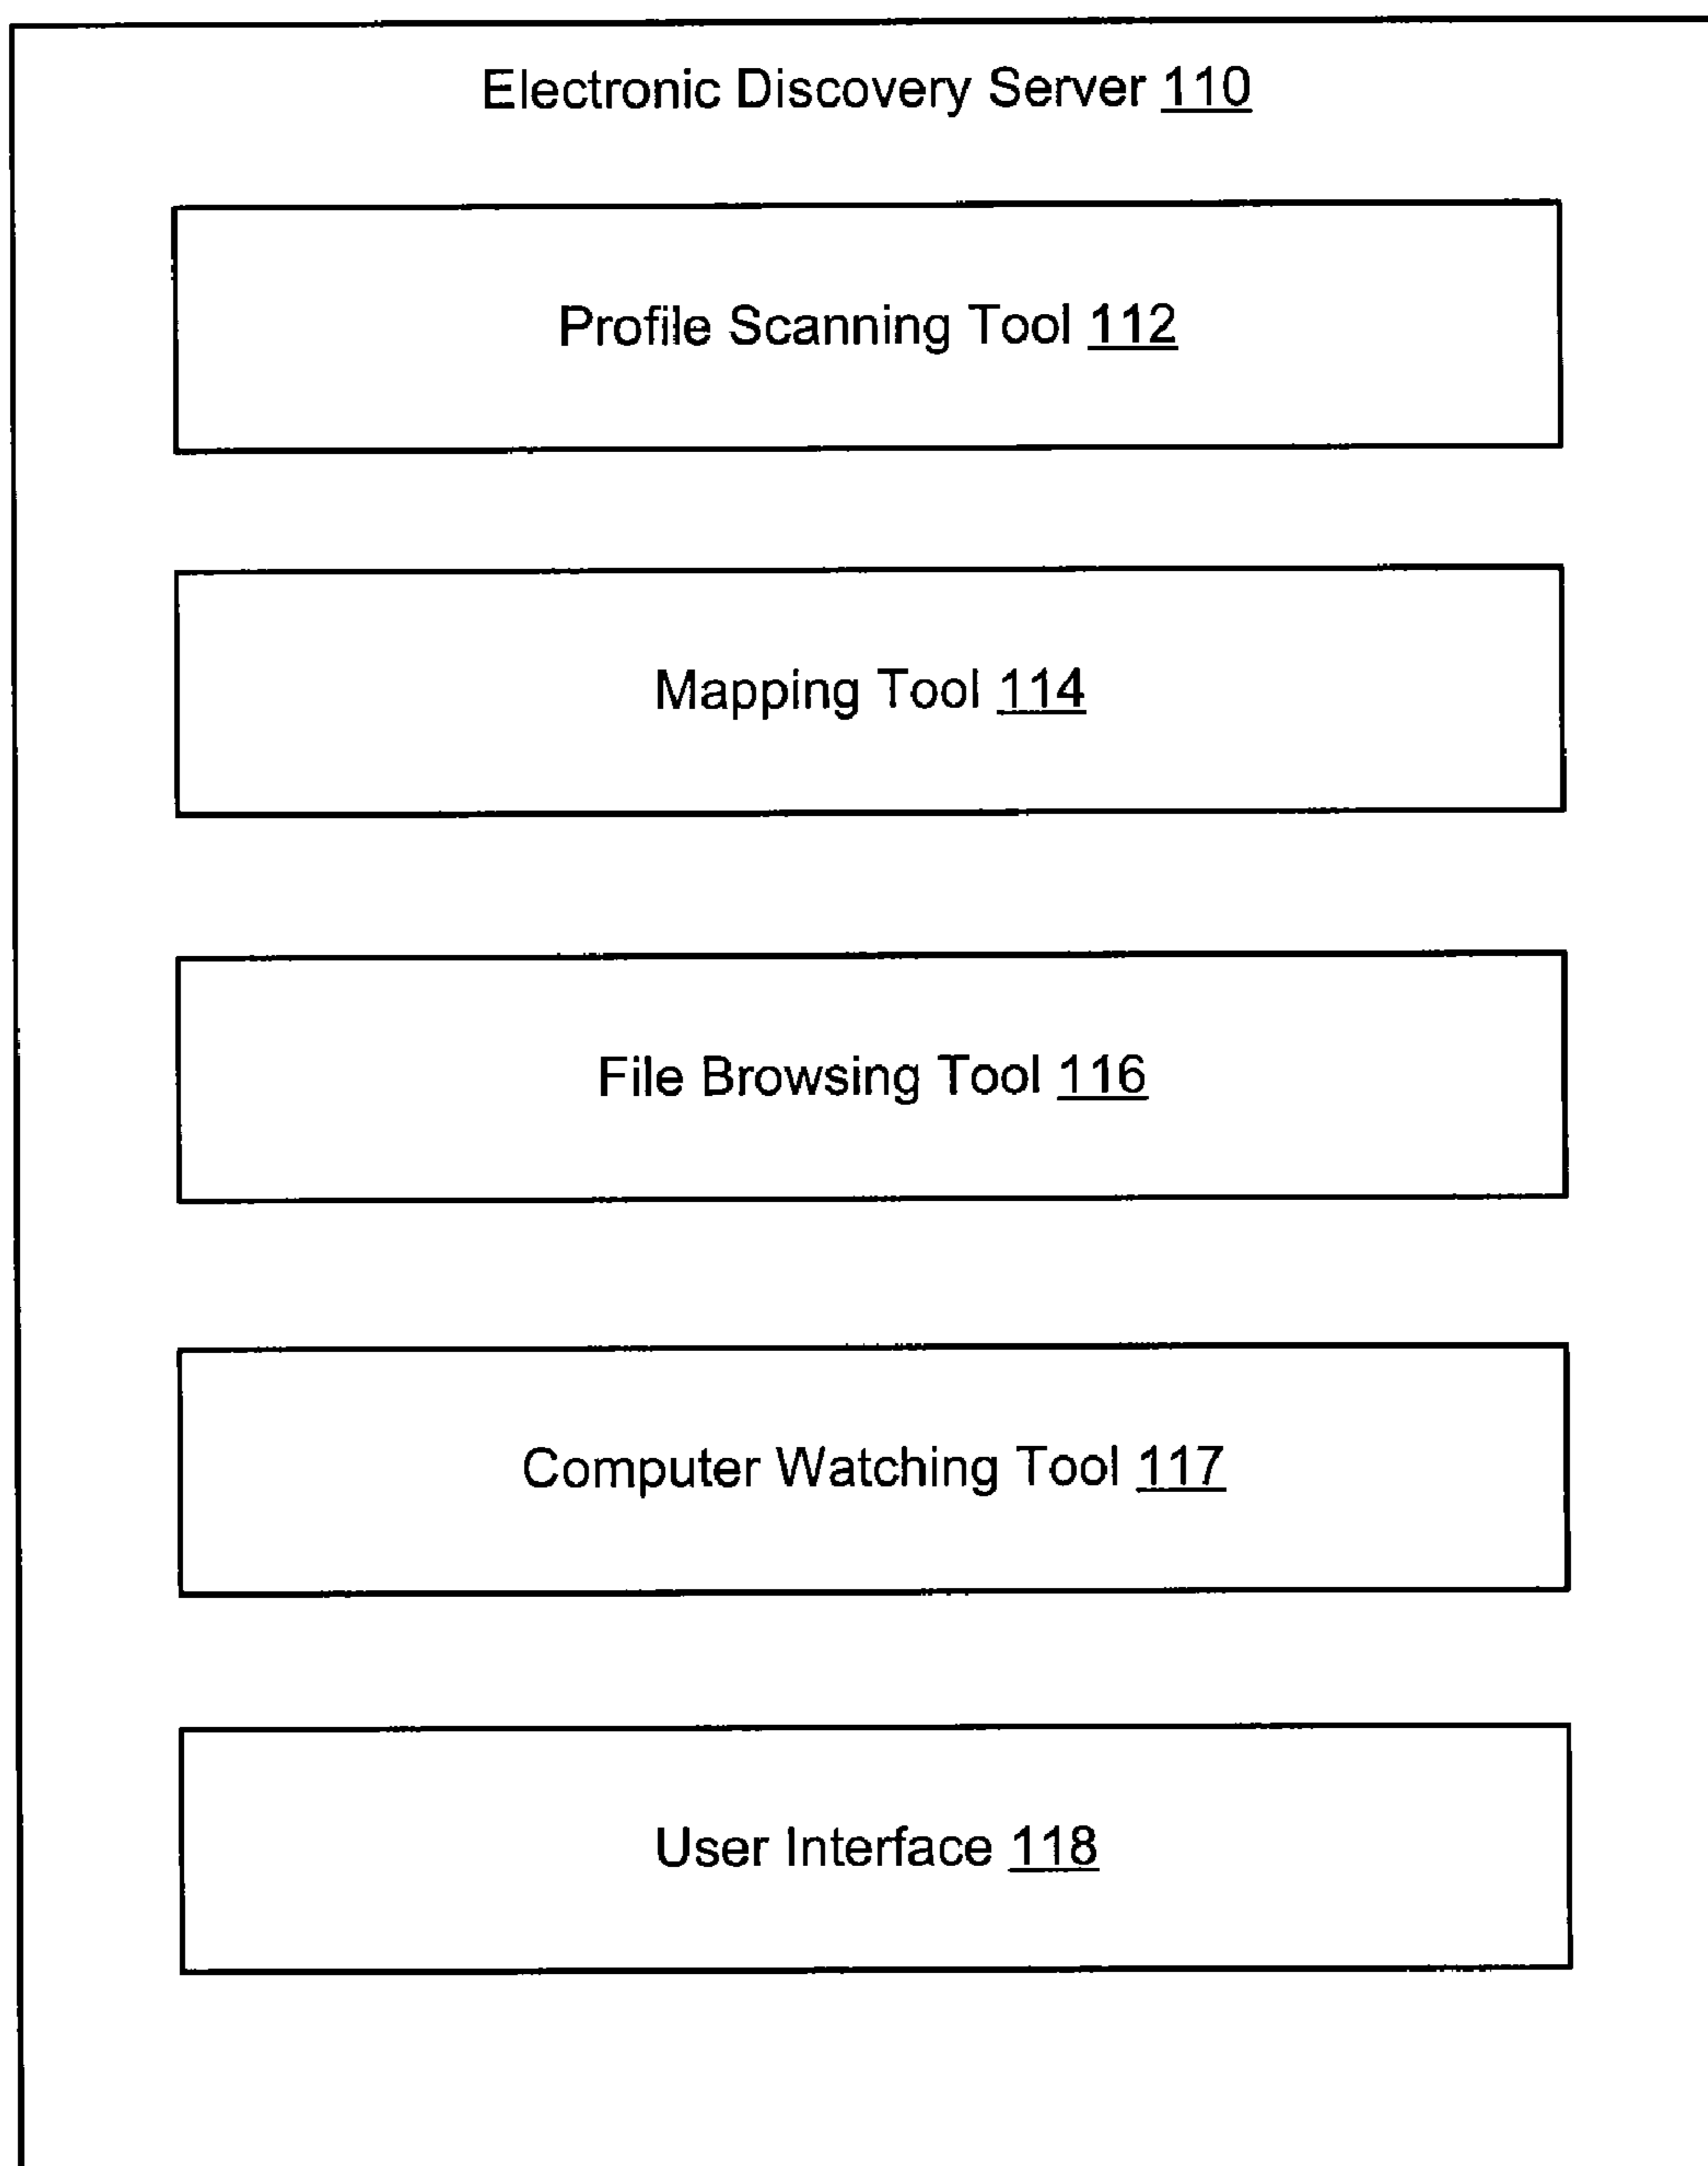 Electronic Discovery Server 110
Profile Scanning Tool 112
Mapping Tool 114
File Browsing Tool 116
Computer Watching Tool 117
User Interface 118